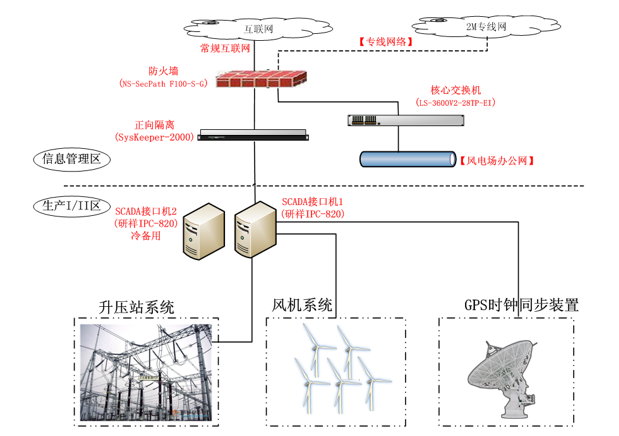 互联网
2M专线网
常规互联网
【专线网络】
防火墙
(NS-SecPath F100-S-G)
核心交换机
(LS-3600V2-28TP-EI)
正向隔离
(SysKeeper-2000)
【风电场办公网】
信息管理区
生产I/II区
SCADA接口机2
(研祥IPC-820)
冷备用
SCADA接口机1
(研祥IPC-820)
升压站系统
风机系统
GPS时钟同步装置